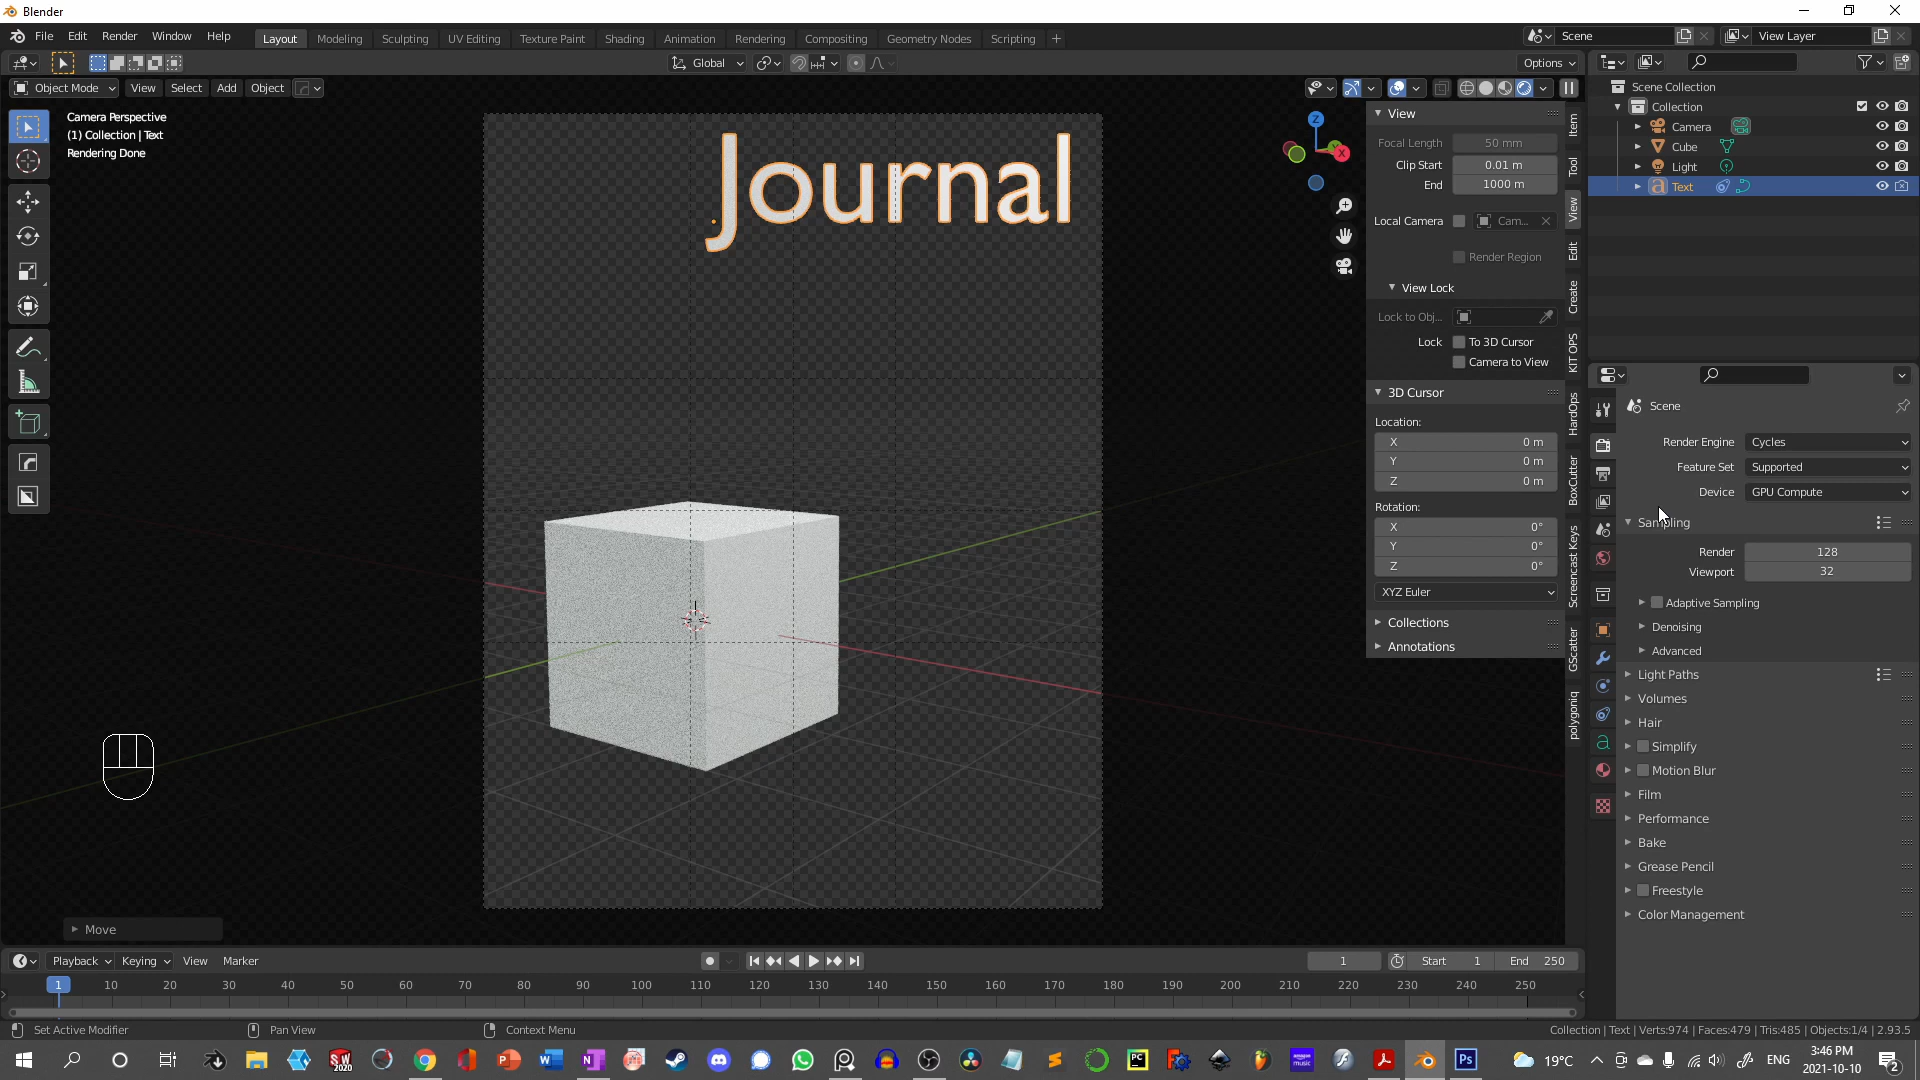 Blender
File Edit Render Window Help Layout Modeling Sculpting UV Editing Texture Paint Shading Animation Rendering Compositing Geometry Nodes Scripting + Scene View Layer
Global Options
Object Mode View Select Add Object
Camera Perspective
(1) Collection | Text
Rendering Done
Journal
Z
X
View
Focal Length 50 mm
Clip Start 0.01 m
End 1000 m
Local Camera Cam...
Render Region
View Lock
Lock to Obj...
Lock To 3D Cursor
Camera to View
3D Cursor
Location:
X 0 m
Y 0 m
Z 0 m
Rotation:
X 0°
Y 0°
Z 0°
XYZ Euler
Collections
Annotations
Item
Tool
View
Edit
Create
KIT OPS
HardOps
BoxCutter
Screencast Keys
GScatter
polygoniq
Scene Collection
Collection
Camera
Cube
Light
Text
Scene
Render Engine Cycles
Feature Set Supported
Device GPU Compute
Sampling
Render 128
Viewport 32
Adaptive Sampling
Denoising
Advanced
Light Paths
Volumes
Hair
Simplify
Motion Blur
Film
Performance
Bake
Grease Pencil
Freestyle
Color Management
Move
Playback Keying View Marker 1 Start 1 End 250
1 10 20 30 40 50 60 70 80 90 100 110 120 130 140 150 160 170 180 190 200 210 220 230 240 250
Set Active Modifier Pan View Context Menu Collection | Text | Verts:974 | Faces:479 | Tris:485 | Objects:1/4 | 2.93.5
19°C ENG 3:46 PM
2021-10-10